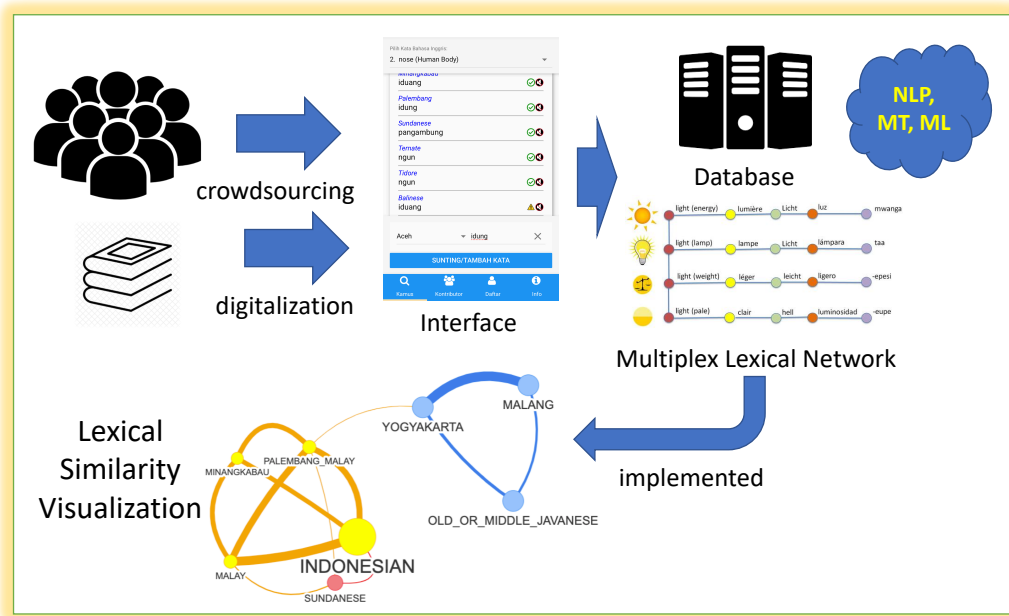 crowdsourcing
digitalization
Pilih Kata Bahasa Inggris
2. nose (Human Body)
Minangkabau
iduang
Palembang
idung
Sundanese
pangambung
Ternate
ngun
Tidore
ngun
Balinese
iduang
Aceh
idung
SUNTING/TAMBAH KATA
Kamus Kontributor Daftar Info
Interface
Database
NLP,
MT, ML
light (energy) lumière Licht luz mwanga
light (lamp) lampe Licht lámpara taa
light (weight) léger leicht ligero -epesi
light (pale) clair hell luminosidad -eupe
Multiplex Lexical Network
implemented
Lexical
Similarity
Visualization
MALANG
YOGYAKARTA
OLD_OR_MIDDLE_JAVANESE
PALEMBANG_MALAY
MINANGKABAU
INDONESIAN
MALAY
SUNDANESE